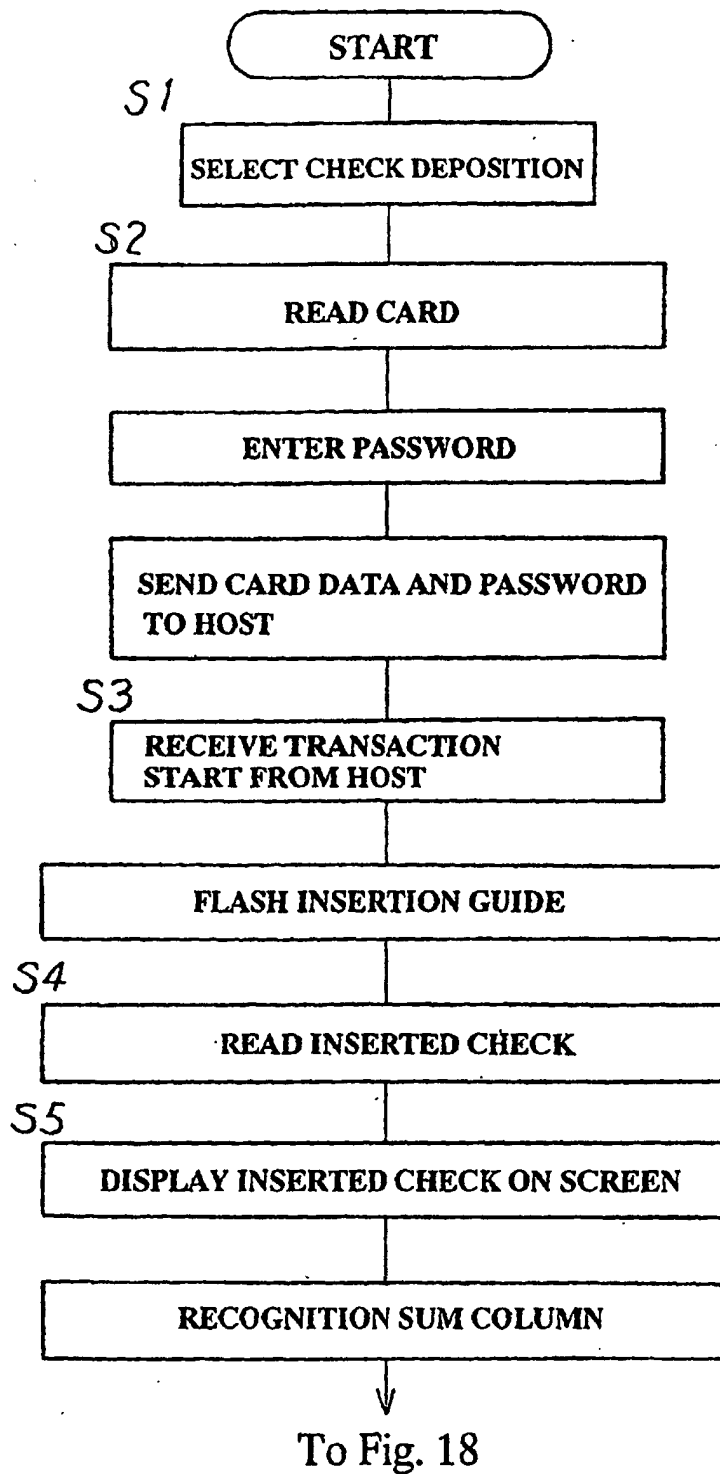 START
S1
SELECT CHECK DEPOSITION
S2
READ CARD
ENTER PASSWORD
SEND CARD DATA AND PASSWORD
TO HOST
S3
RECEIVE TRANSACTION
START FROM HOST
FLASH INSERTION GUIDE
S4
READ INSERTED CHECK
S5
DISPLAY INSERTED CHECK ON SCREEN
RECOGNITION SUM COLUMN
To Fig. 18